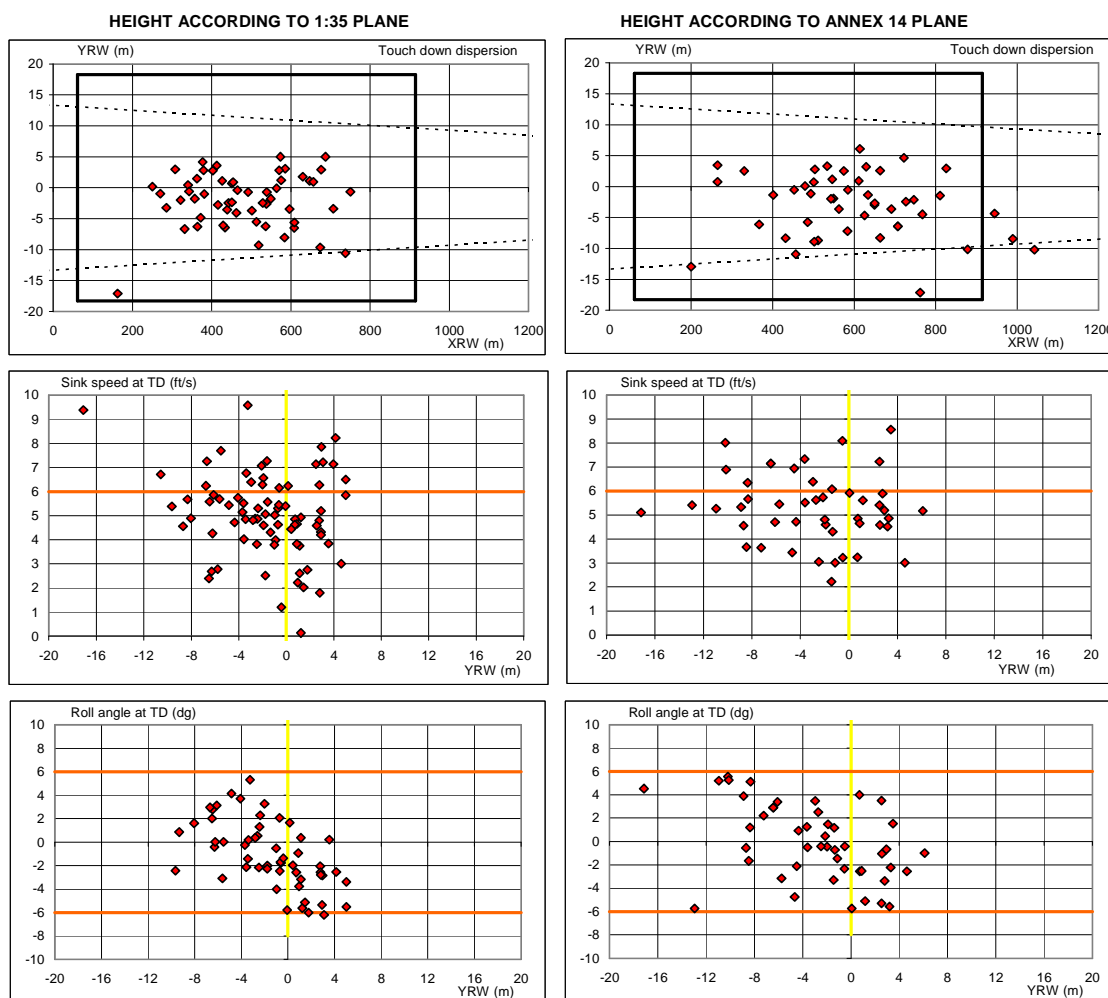 HEIGHT ACCORDING TO 1:35 PLANE
HEIGHT ACCORDING TO ANNEX 14 PLANE
YRW (m)
Touch down dispersion
20
15
10
5
0
-5
-10
-15
-20
0 200 400 600 800 1000 1200
XRW (m)
YRW (m)
Touch down dispersion
20
15
10
5
0
-5
-10
-15
-20
0 200 400 600 800 1000 1200
XRW (m)
Sink speed at TD (ft/s)
10
9
8
7
6
5
4
3
2
1
0
-20 -16 -12 -8 -4 0 4 8 12 16 20
YRW (m)
Sink speed at TD (ft/s)
10
9
8
7
6
5
4
3
2
1
0
-20 -16 -12 -8 -4 0 4 8 12 16 20
YRW (m)
Roll angle at TD (dg)
10
8
6
4
2
0
-2
-4
-6
-8
-10
-20 -16 -12 -8 -4 0 4 8 12 16 20
YRW (m)
Roll angle at TD (dg)
10
8
6
4
2
0
-2
-4
-6
-8
-10
-20 -16 -12 -8 -4 0 4 8 12 16 20
YRW (m)